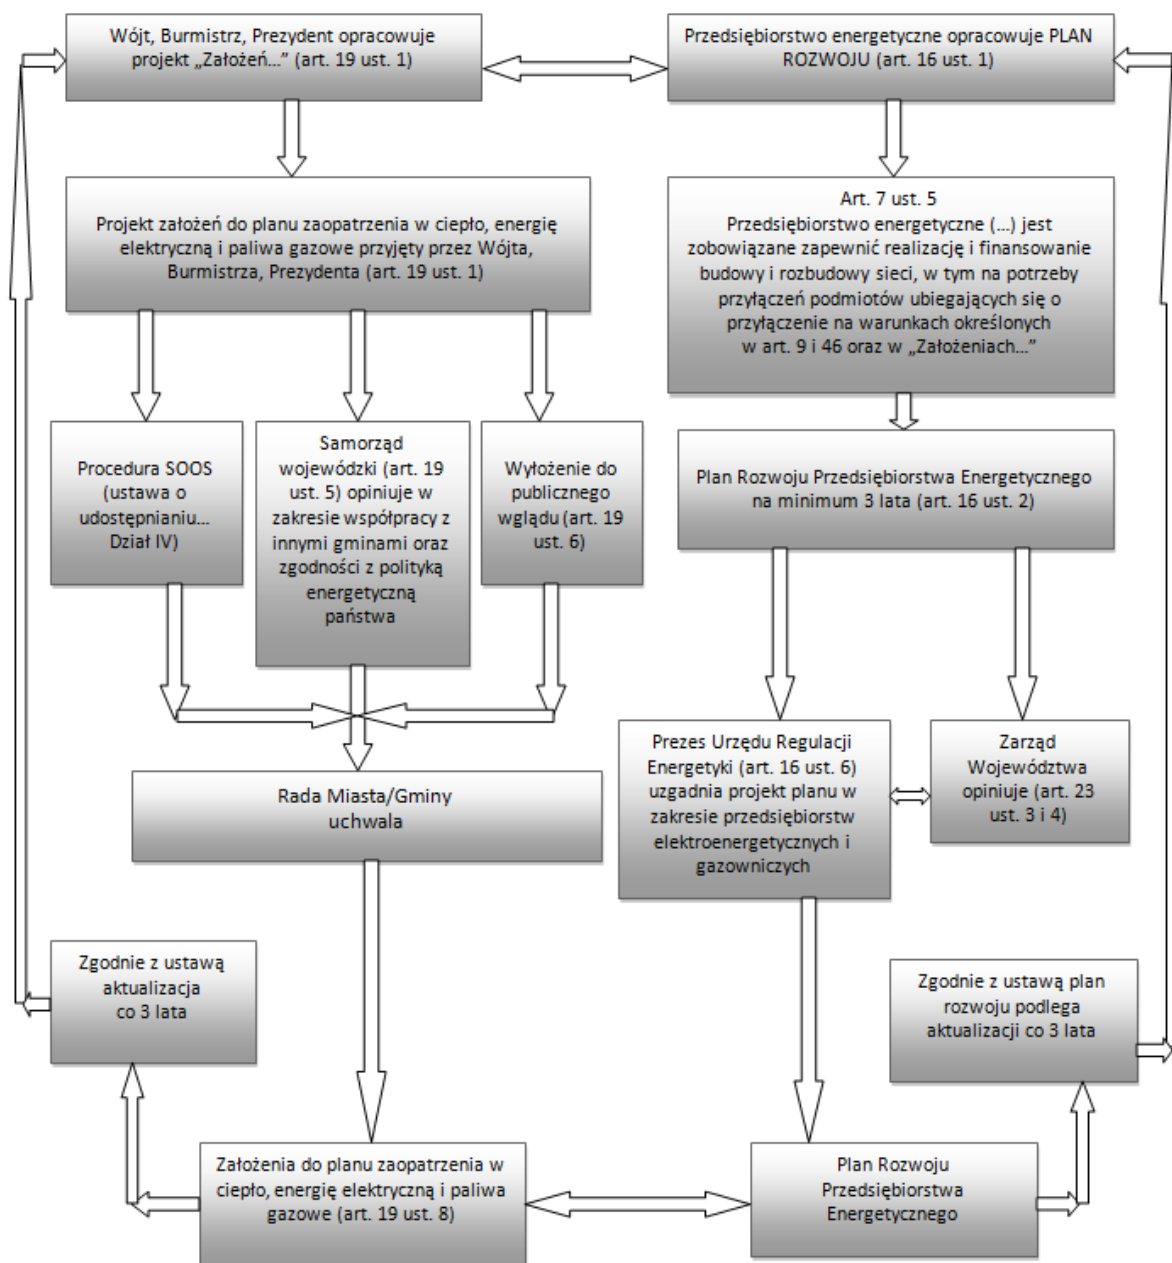 Wójt, Burmistrz, Prezydent opracowuje
projekt „Założeń…” (art. 19 ust. 1)
Przedsiębiorstwo energetyczne opracowuje PLAN
ROZWOJU (art. 16 ust. 1)
Projekt założeń do planu zaopatrzenia w ciepło, energię
elektryczną i paliwa gazowe przyjęty przez Wójta,
Burmistrza, Prezydenta (art. 19 ust. 1)
Art. 7 ust. 5
Przedsiębiorstwo energetyczne (…) jest
zobowiązane zapewnić realizację i finansowanie
budowy i rozbudowy sieci, w tym na potrzeby
przyłączeń podmiotów ubiegających się o
przyłączenie na warunkach określonych
w art. 9 i 46 oraz w „Założeniach…”
Procedura SOOS
(ustawa o
udostępnianiu…
Dział IV)
Samorząd
wojewódzki (art. 19
ust. 5) opiniuje w
zakresie współpracy z
innymi gminami oraz
zgodności z polityką
energetyczną
państwa
Wyłożenie do
publicznego
wglądu (art. 19
ust. 6)
Plan Rozwoju Przedsiębiorstwa Energetycznego
na minimum 3 lata (art. 16 ust. 2)
Rada Miasta/Gminy
uchwala
Prezes Urzędu Regulacji
Energetyki (art. 16 ust. 6)
uzgadnia projekt planu w
zakresie przedsiębiorstw
elektroenergetycznych i
gazowniczych
Zarząd
Województwa
opiniuje (art. 23
ust. 3 i 4)
Zgodnie z ustawą
aktualizacja
co 3 lata
Zgodnie z ustawą plan
rozwoju podlega
aktualizacji co 3 lata
Założenia do planu zaopatrzenia w
ciepło, energię elektryczną i paliwa
gazowe (art. 19 ust. 8)
Plan Rozwoju
Przedsiębiorstwa
Energetycznego